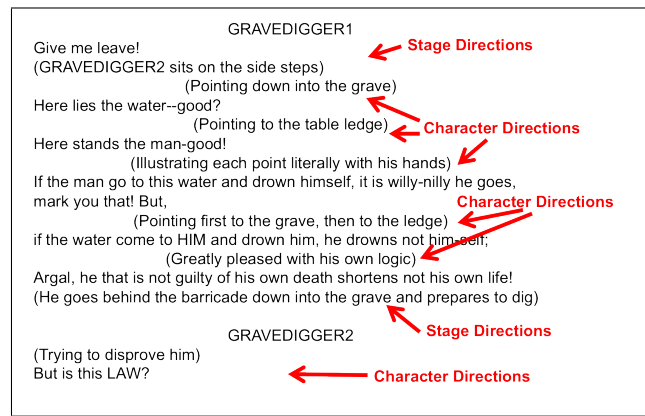 GRAVEDIGGER1
Give me leave!
Stage Directions
(GRAVEDIGGER2 sits on the side steps)
(Pointing down into the grave)
Here lies the water--good?
(Pointing to the table ledge)
Character Directions
Here stands the man-good!
(Illustrating each point literally with his hands)
If the man go to this water and drown himself, it is willy-nilly he goes,
mark you that! But,
Character Directions
(Pointing first to the grave, then to the ledge)
if the water come to HIM and drown him, he drowns not him-self;
(Greatly pleased with his own logic)
Argal, he that is not guilty of his own death shortens not his own life!
(He goes behind the barricade down into the grave and prepares to dig)
Stage Directions
GRAVEDIGGER2
(Trying to disprove him)
But is this LAW?
Character Directions